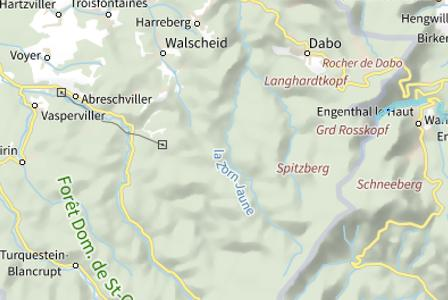 Hartzviller
Troisfontaines
Harreberg
Hengwill
Birke
Walscheid
Dabo
Voyer
Rocher de Dabo
Langhardtkopf
Abreschviller
Vasperviller
Engenthal le Haut
Grd Rosskopf
la Zorn Jaune
Spitzberg
Schneeberg
Forêt Dom. de St-
Turquestein-
Blancrupt